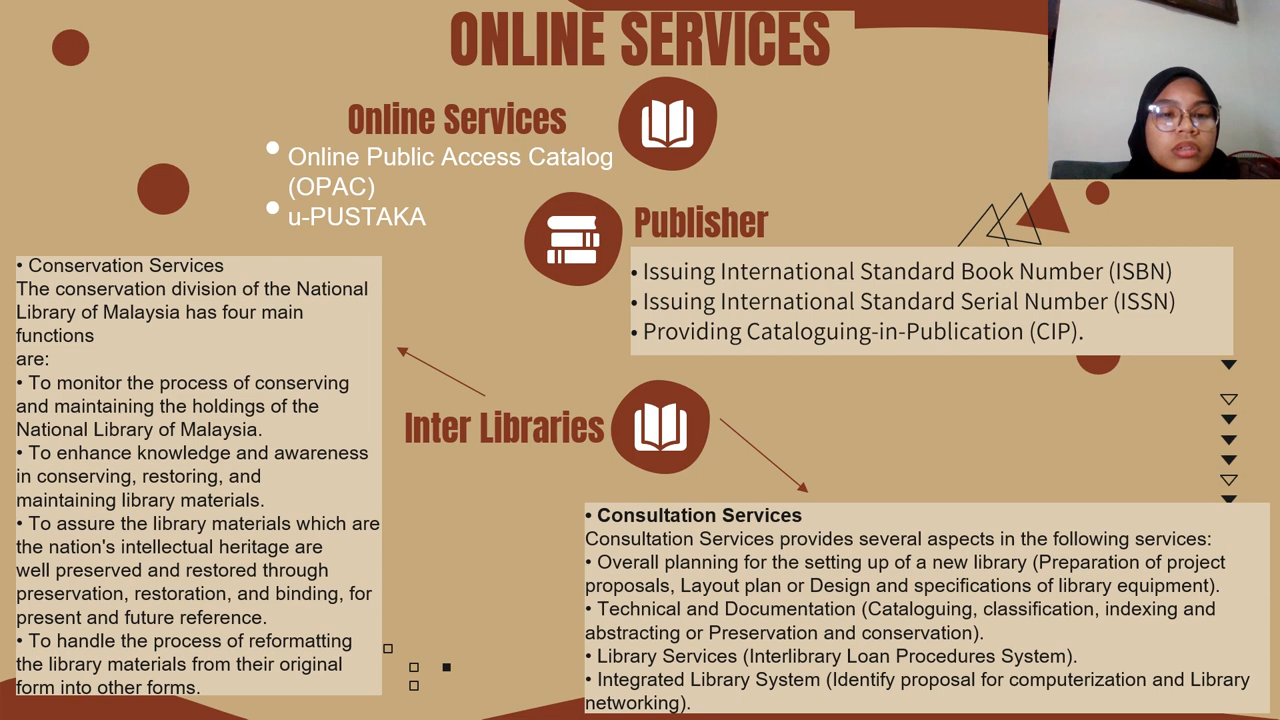 ONLINE SERVICES
Online Services
• Online Public Access Catalog
(OPAC)
• u-PUSTAKA
Publisher
• Issuing International Standard Book Number (ISBN)
• Issuing International Standard Serial Number (ISSN)
• Providing Cataloguing-in-Publication (CIP).
Inter Libraries
• Conservation Services
The conservation division of the National
Library of Malaysia has four main
functions
are:
• To monitor the process of conserving
and maintaining the holdings of the
National Library of Malaysia.
• To enhance knowledge and awareness
in conserving, restoring, and
maintaining library materials.
• To assure the library materials which are
the nation's intellectual heritage are
well preserved and restored through
preservation, restoration, and binding, for
present and future reference.
• To handle the process of reformatting
the library materials from their original
form into other forms.
• Consultation Services
Consultation Services provides several aspects in the following services:
• Overall planning for the setting up of a new library (Preparation of project
proposals, Layout plan or Design and specifications of library equipment).
• Technical and Documentation (Cataloguing, classification, indexing and
abstracting or Preservation and conservation).
• Library Services (Interlibrary Loan Procedures System).
• Integrated Library System (Identify proposal for computerization and Library
networking).